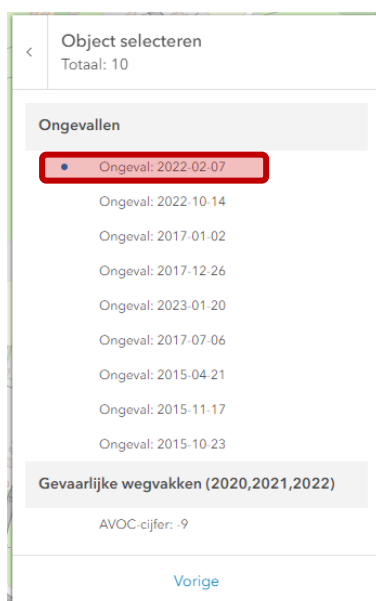 Object selecteren
Totaal: 10
Ongevallen
Ongeval: 2022-02-07
Ongeval: 2022-10-14
Ongeval: 2017-01-02
Ongeval: 2017-12-26
Ongeval: 2023-01-20
Ongeval: 2017-07-06
Ongeval: 2015-04-21
Ongeval: 2015-11-17
Ongeval: 2015-10-23
Gevaarlijke wegvakken (2020,2021,2022)
AVOC-cijfer: -9
Vorige